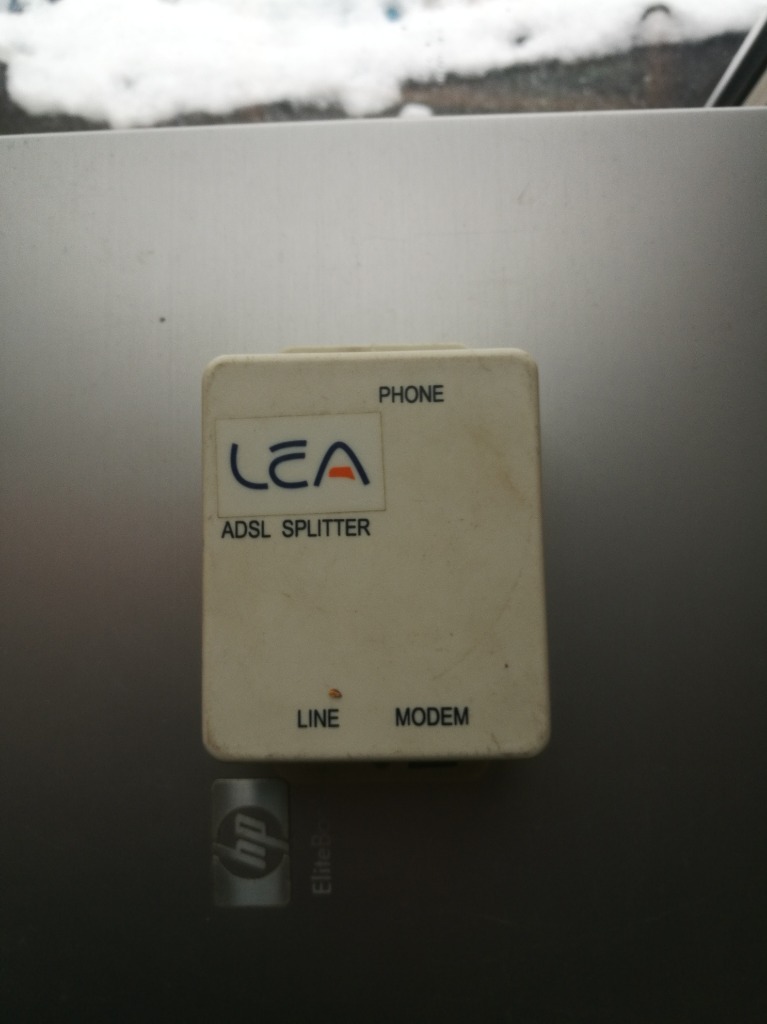 PHONE
LEA
ADSL SPLITTER
LINE MODEM
hp